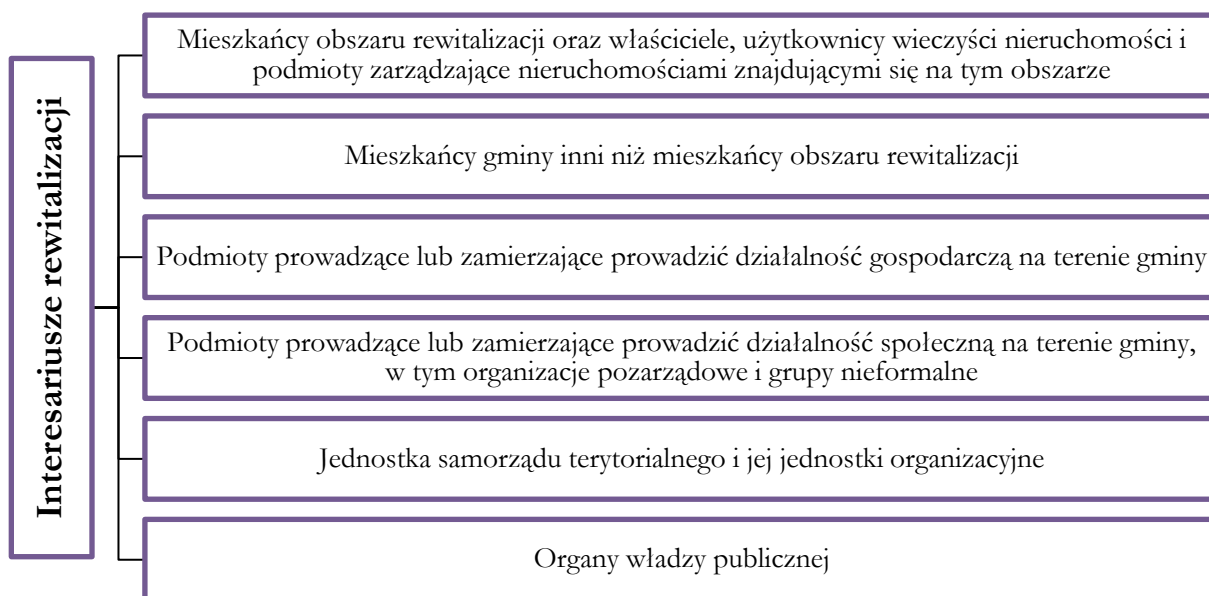 Interesariusze rewitalizacji
Mieszkańcy obszaru rewitalizacji oraz właściciele, użytkownicy wieczyści nieruchomości i
podmioty zarządzające nieruchomościami znajdującymi się na tym obszarze
Mieszkańcy gminy inni niż mieszkańcy obszaru rewitalizacji
Podmioty prowadzące lub zamierzające prowadzić działalność gospodarczą na terenie gminy
Podmioty prowadzące lub zamierzające prowadzić działalność społeczną na terenie gminy,
w tym organizacje pozarządowe i grupy nieformalne
Jednostka samorządu terytorialnego i jej jednostki organizacyjne
Organy władzy publicznej